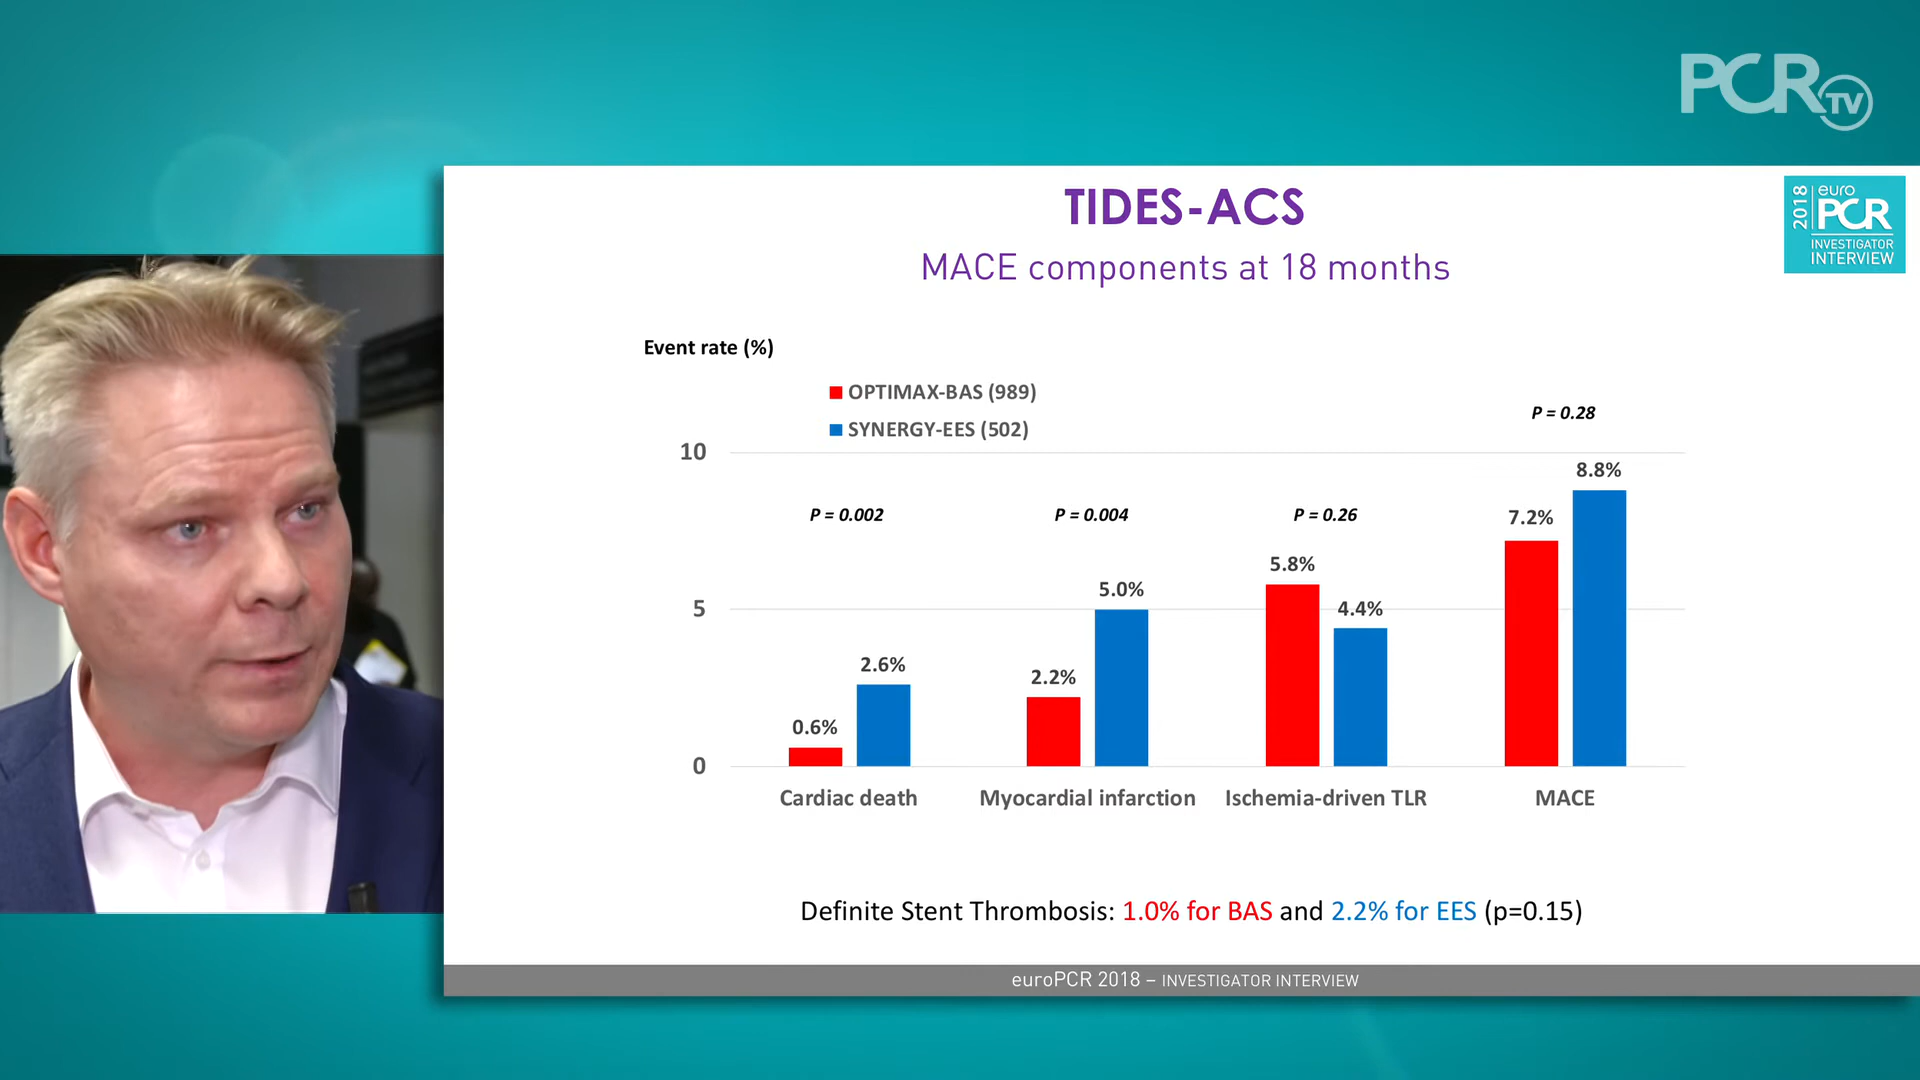 PCR TV
TIDES-ACS
MACE components at 18 months
2018 euro
PCR
INVESTIGATOR
INTERVIEW
Event rate (%)
OPTIMAX-BAS (989)
SYNERGY-EES (502)
P = 0.28
10
8.8%
P = 0.002
P = 0.004
P = 0.26
7.2%
5.8%
5.0%
5
4.4%
2.6%
2.2%
0.6%
0
Cardiac death
Myocardial infarction
Ischemia-driven TLR
MACE
Definite Stent Thrombosis: 1.0% for BAS and 2.2% for EES (p=0.15)
euroPCR 2018 – INVESTIGATOR INTERVIEW